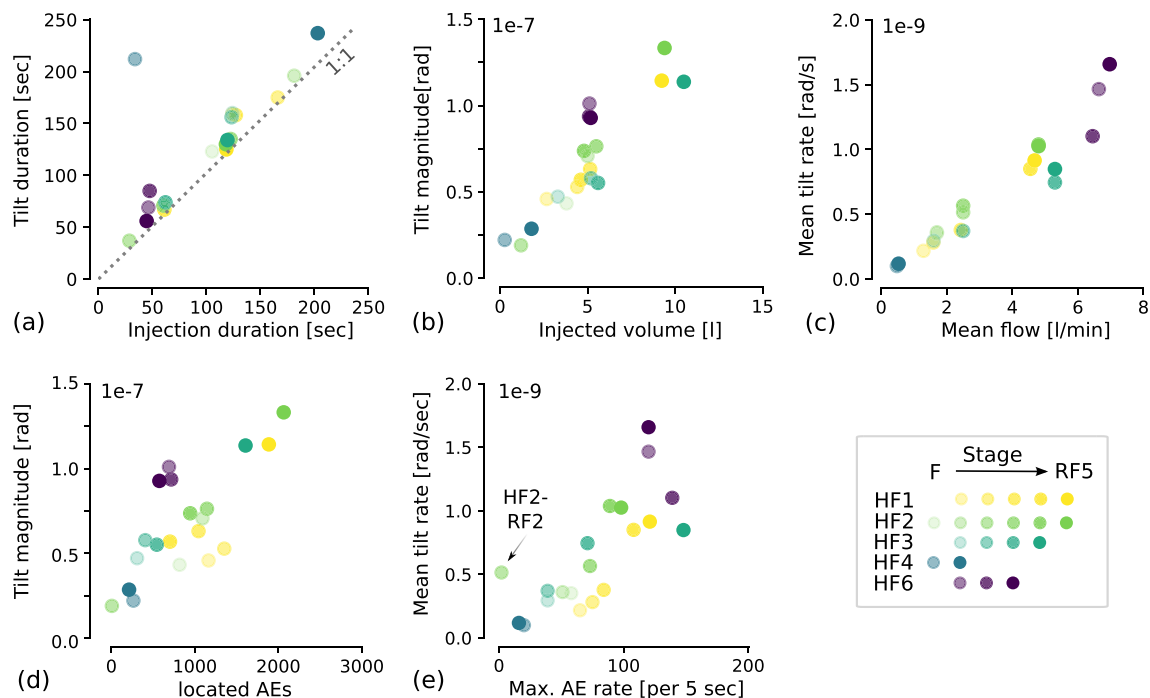 250
200
150
100
50
0
Tilt duration [sec]
1:1
0 50 100 150 200 250
Injection duration [sec]
(a)
1e-7
1.5
1.0
0.5
0.0
Tilt magnitude[rad]
0 5 10 15
Injected volume [l]
(b)
1e-9
2.0
1.5
1.0
0.5
0.0
Mean tilt rate [rad/s]
0 2 4 6 8
Mean flow [l/min]
(c)
1e-7
1.5
1.0
0.5
0.0
Tilt magnitude [rad]
0 1000 2000 3000
located AEs
(d)
1e-9
2.0
1.5
1.0
0.5
0.0
Mean tilt rate [rad/sec]
HF2-
RF2
0 100 200
Max. AE rate [per 5 sec]
(e)
Stage
F RF5
HF1
HF2
HF3
HF4
HF6